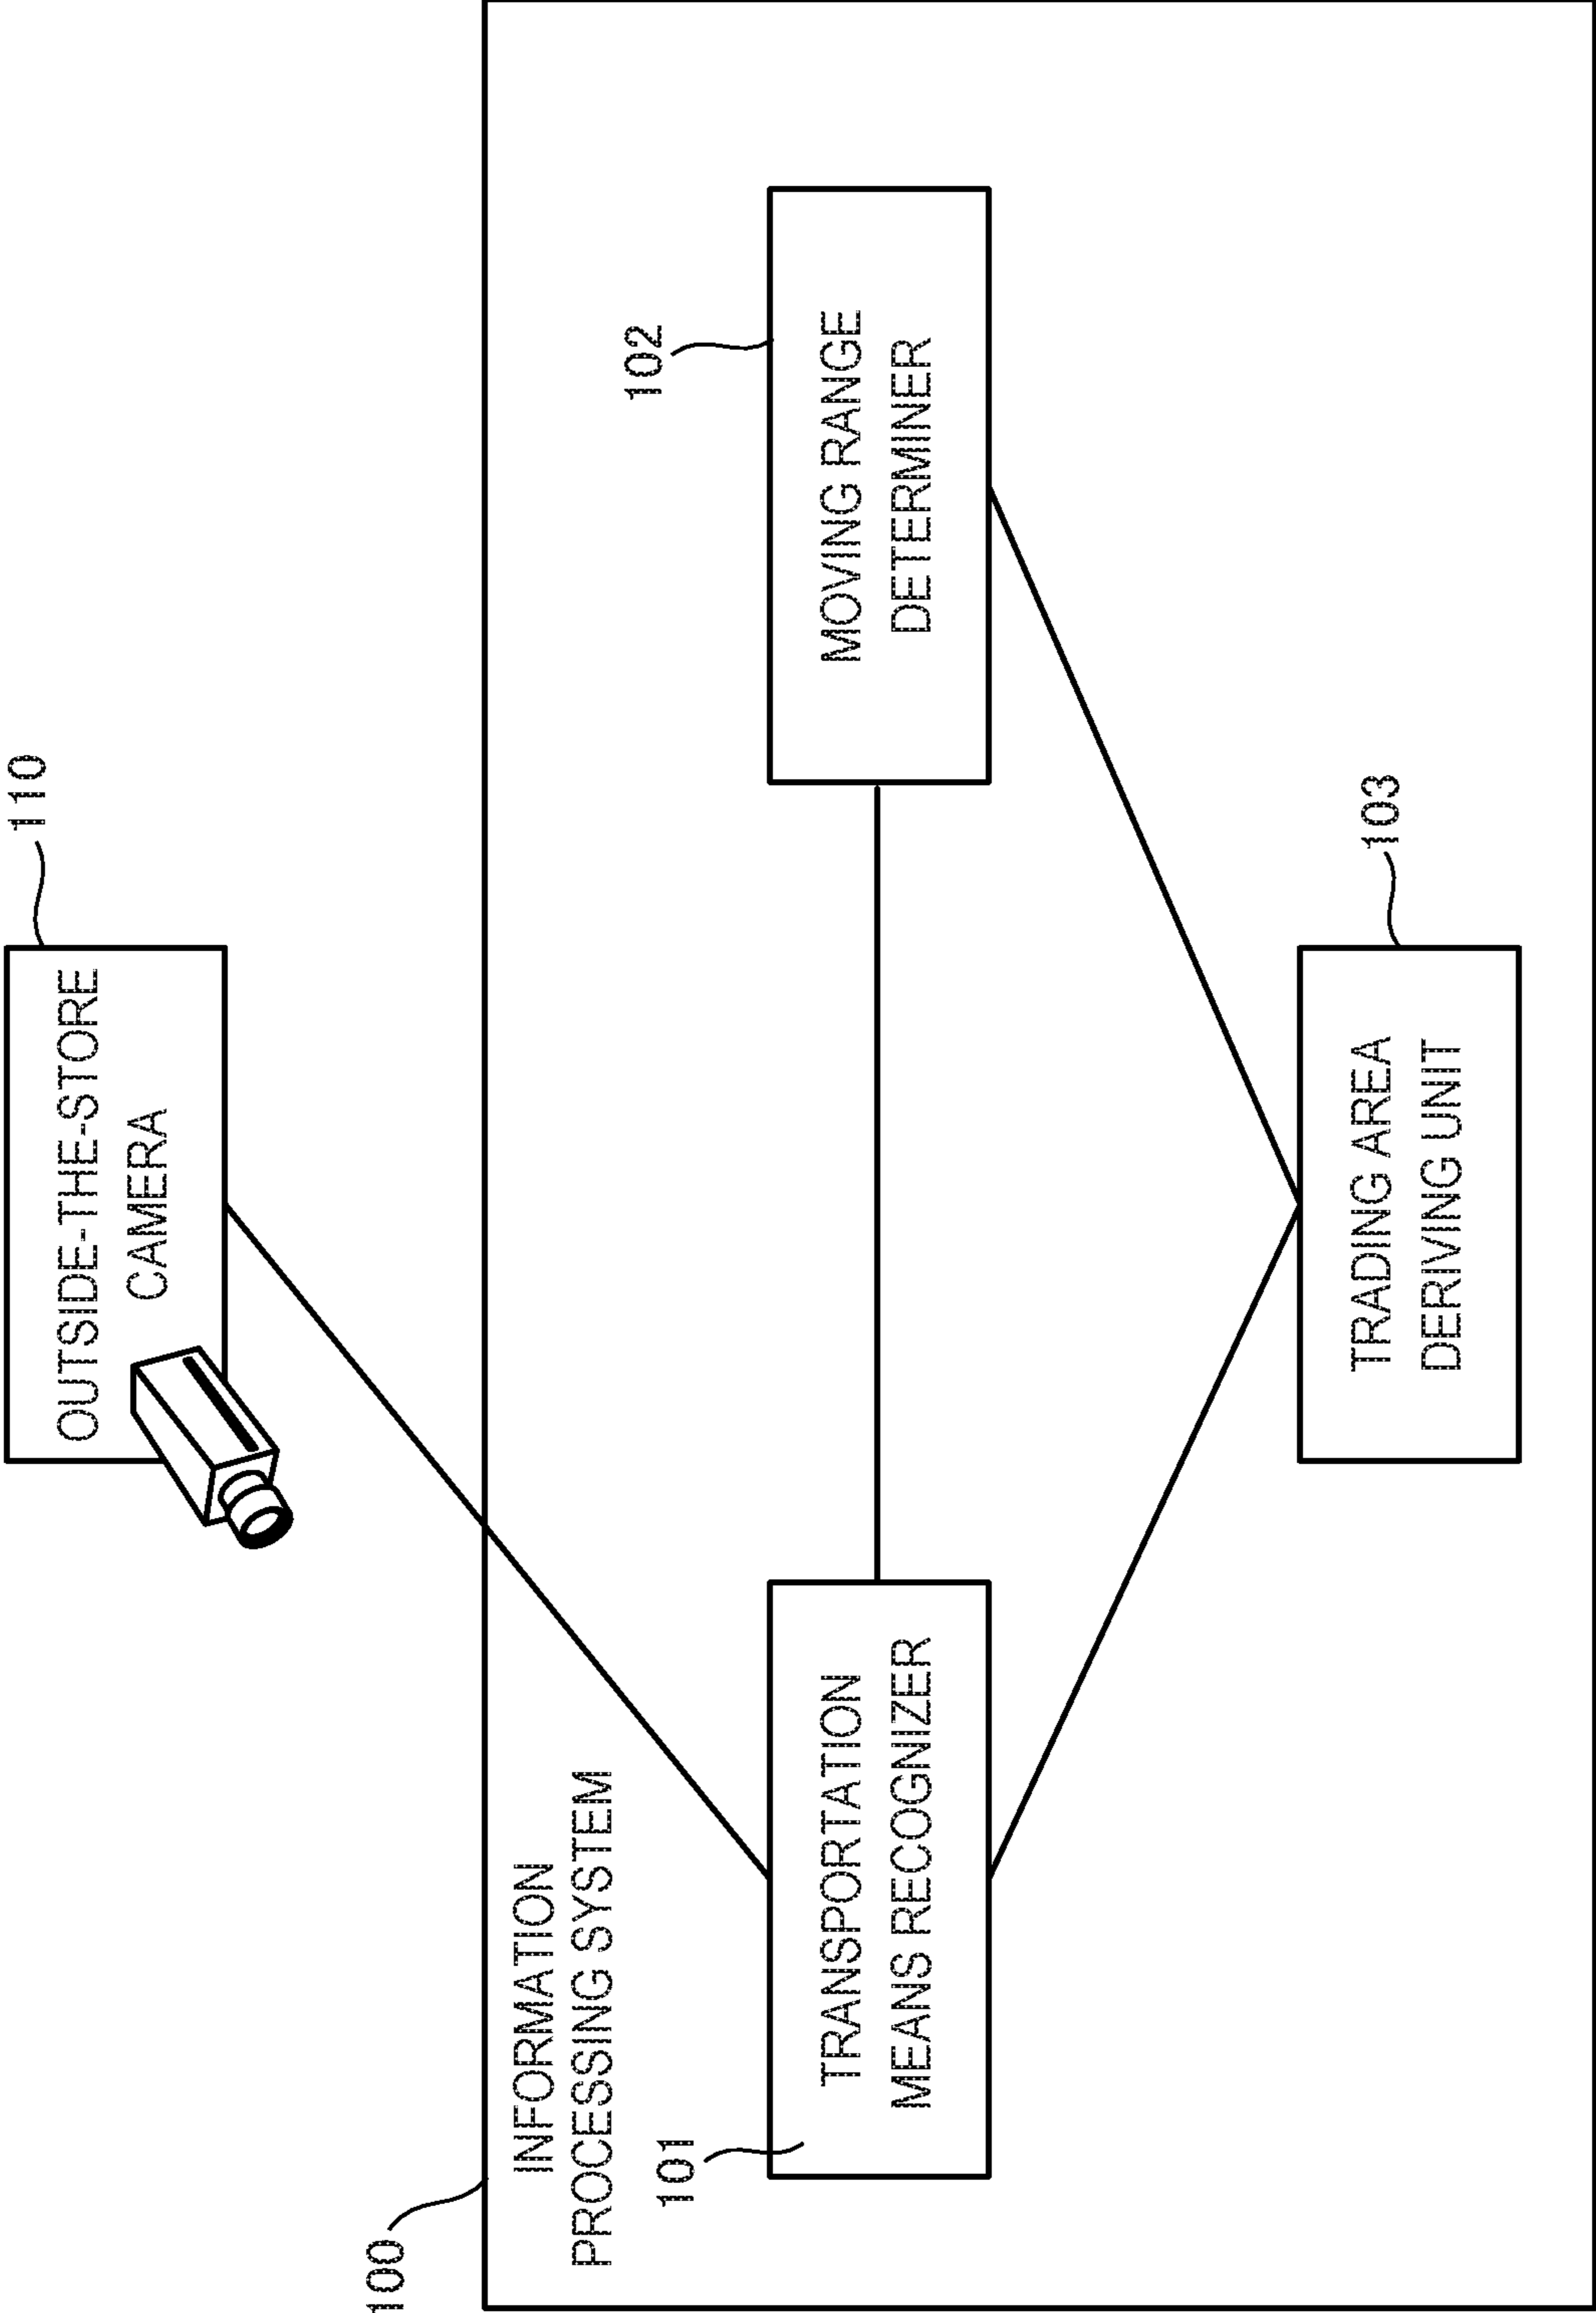 110
OUTSIDE-THE-STORE
CAMERA
100
INFORMATION
PROCESSING SYSTEM
101
TRANSPORTATION
MEANS RECOGNIZER
102
MOVING RANGE
DETERMINER
103
TRADING AREA
DERIVING UNIT